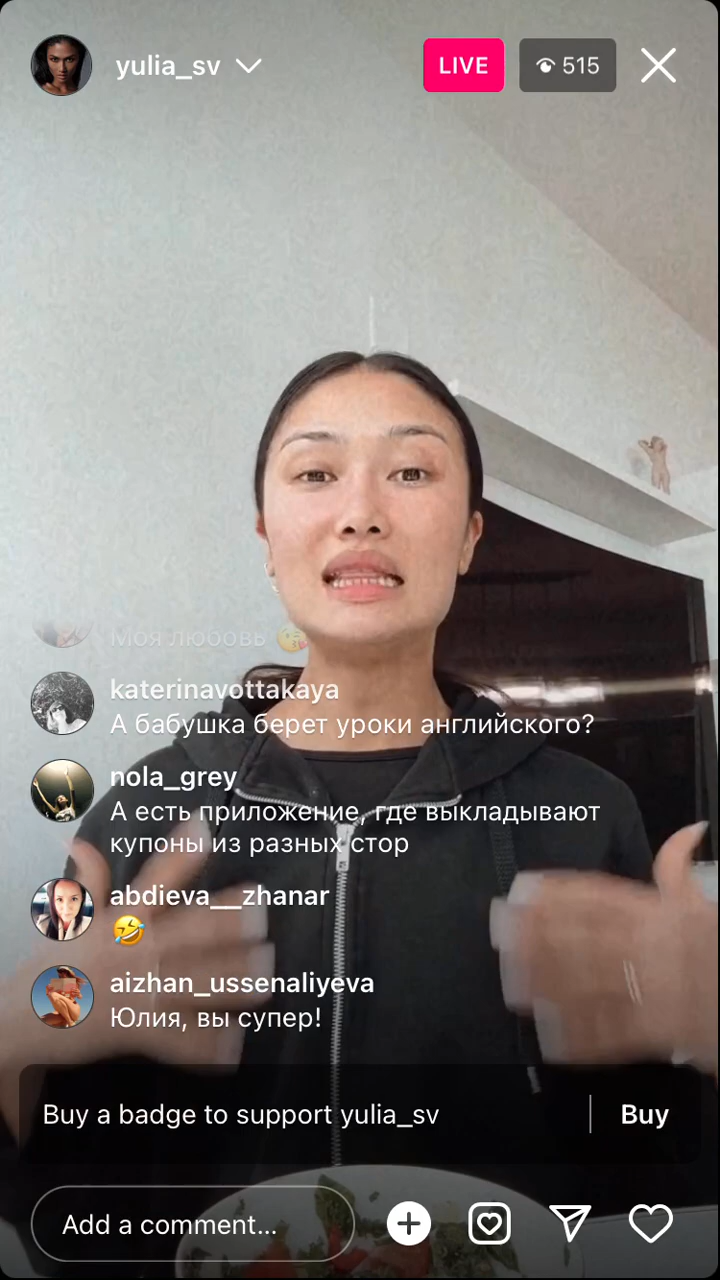 yulia_sv
LIVE
515
Моя любовь 😘
katerinavottakaya
А бабушка берет уроки английского?
nola_grey
А есть приложение, где выкладывают
купоны из разных стор
abdieva__zhanar
🤣
aizhan_ussenaliyeva
Юлия, вы супер!
Buy a badge to support yulia_sv
Buy
Add a comment...